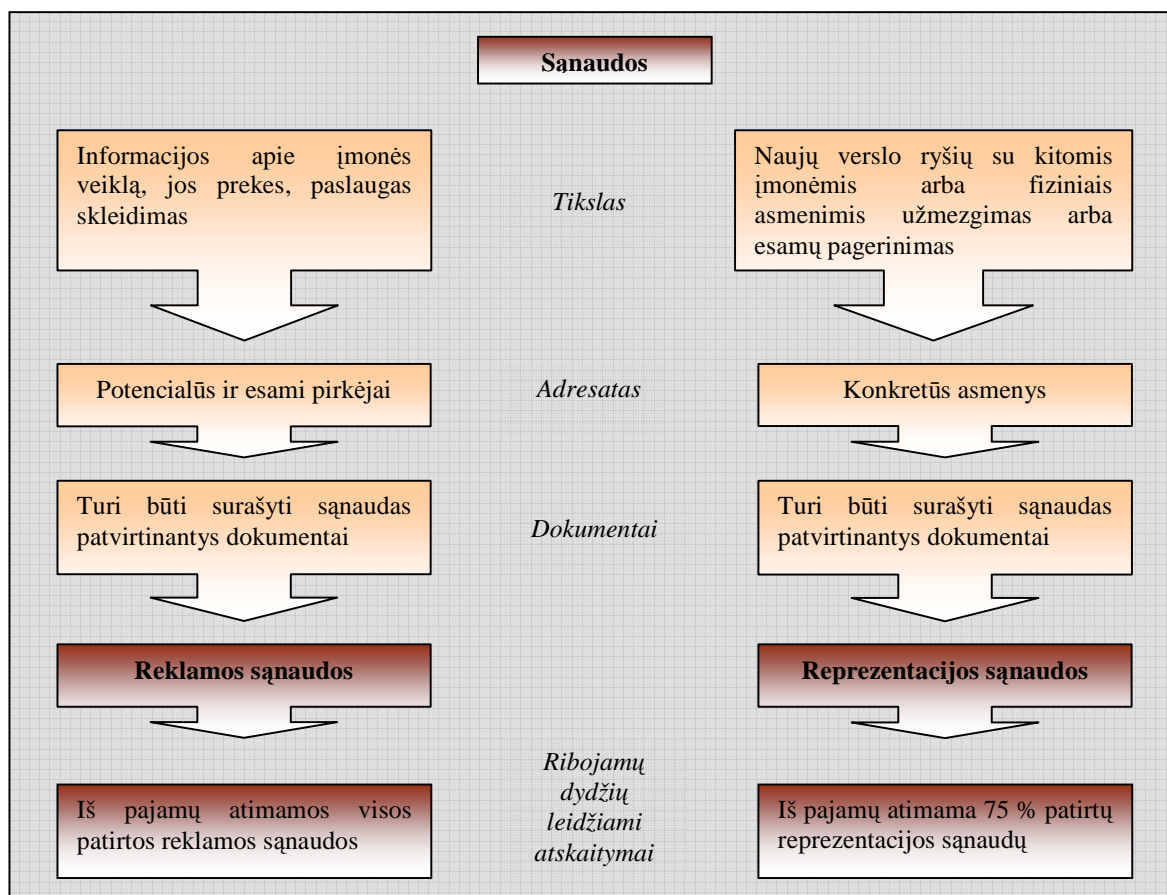 Sąnaudos
Informacijos apie įmonės
veiklą, jos prekes, paslaugas
skleidimas
Tikslas
Naujų verslo ryšių su kitomis
įmonėmis arba fiziniais
asmenimis užmezgimas arba
esamų pagerinimas
Potencialūs ir esami pirkėjai
Adresatas
Konkretūs asmenys
Turi būti surašyti sąnaudas
patvirtinantys dokumentai
Dokumentai
Turi būti surašyti sąnaudas
patvirtinantys dokumentai
Reklamos sąnaudos
Reprezentacijos sąnaudos
Iš pajamų atimamos visos
patirtos reklamos sąnaudos
Ribojamų
dydžių
leidžiami
atskaitymai
Iš pajamų atimama 75 % patirtų
reprezentacijos sąnaudų